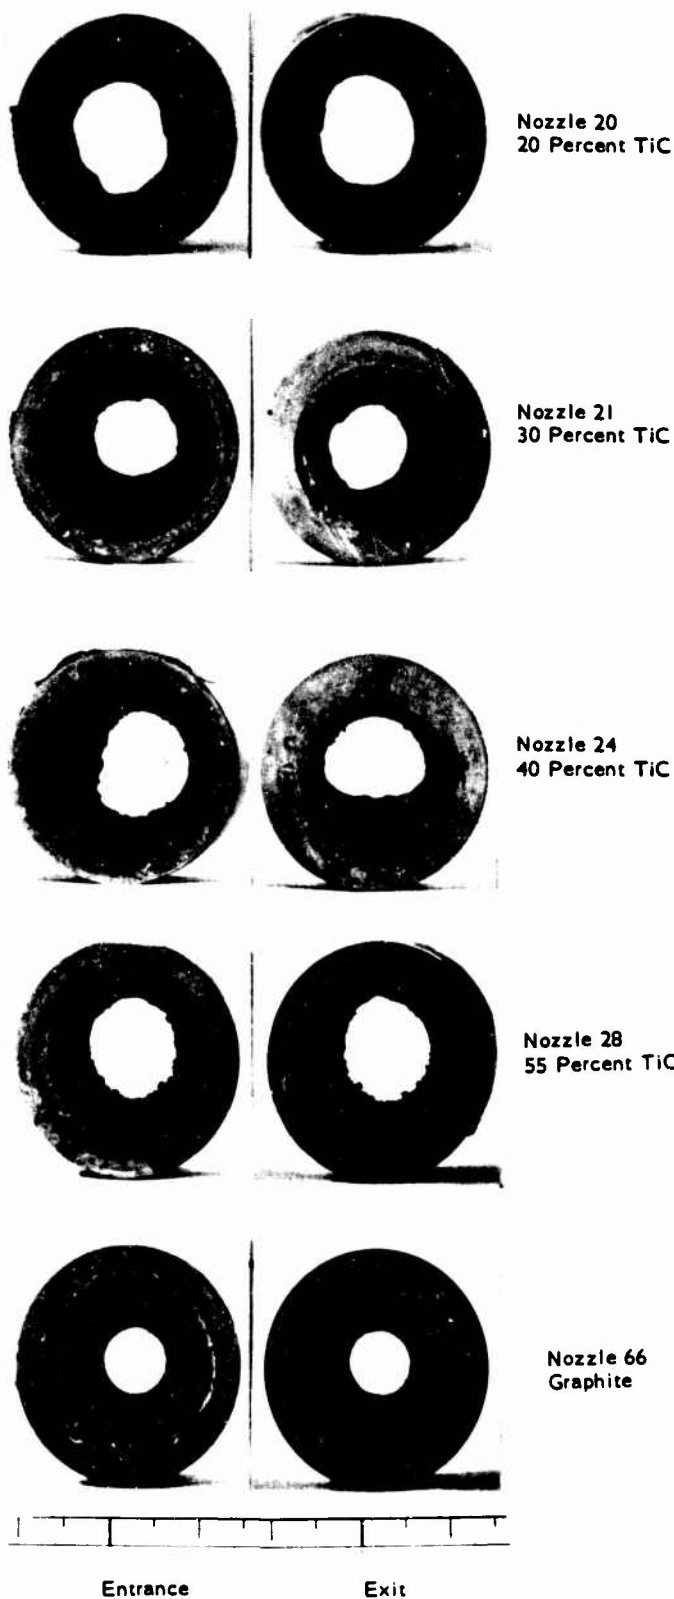 Nozzle 20
20 Percent TiC
Nozzle 21
30 Percent TiC
Nozzle 24
40 Percent TiC
Nozzle 28
55 Percent TiC
Nozzle 66
Graphite
Entrance
Exit